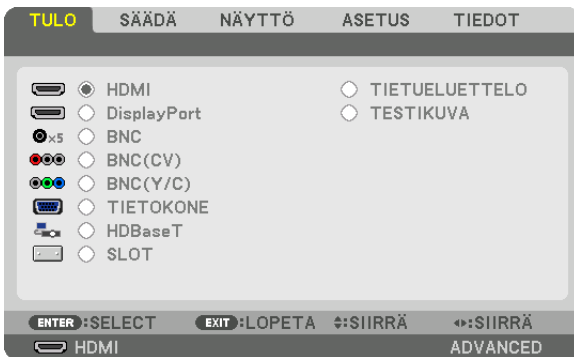 TULO SÄÄDÄ NÄYTTÖ ASETUS TIEDOT
HDMI TIETUELUETTELO
DisplayPort TESTIKUVA
×5 BNC
BNC(CV)
BNC(Y/C)
TIETOKONE
HDBaseT
SLOT
ENTER :SELECT EXIT :LOPETA :SIIRRÄ :SIIRRÄ
HDMI ADVANCED